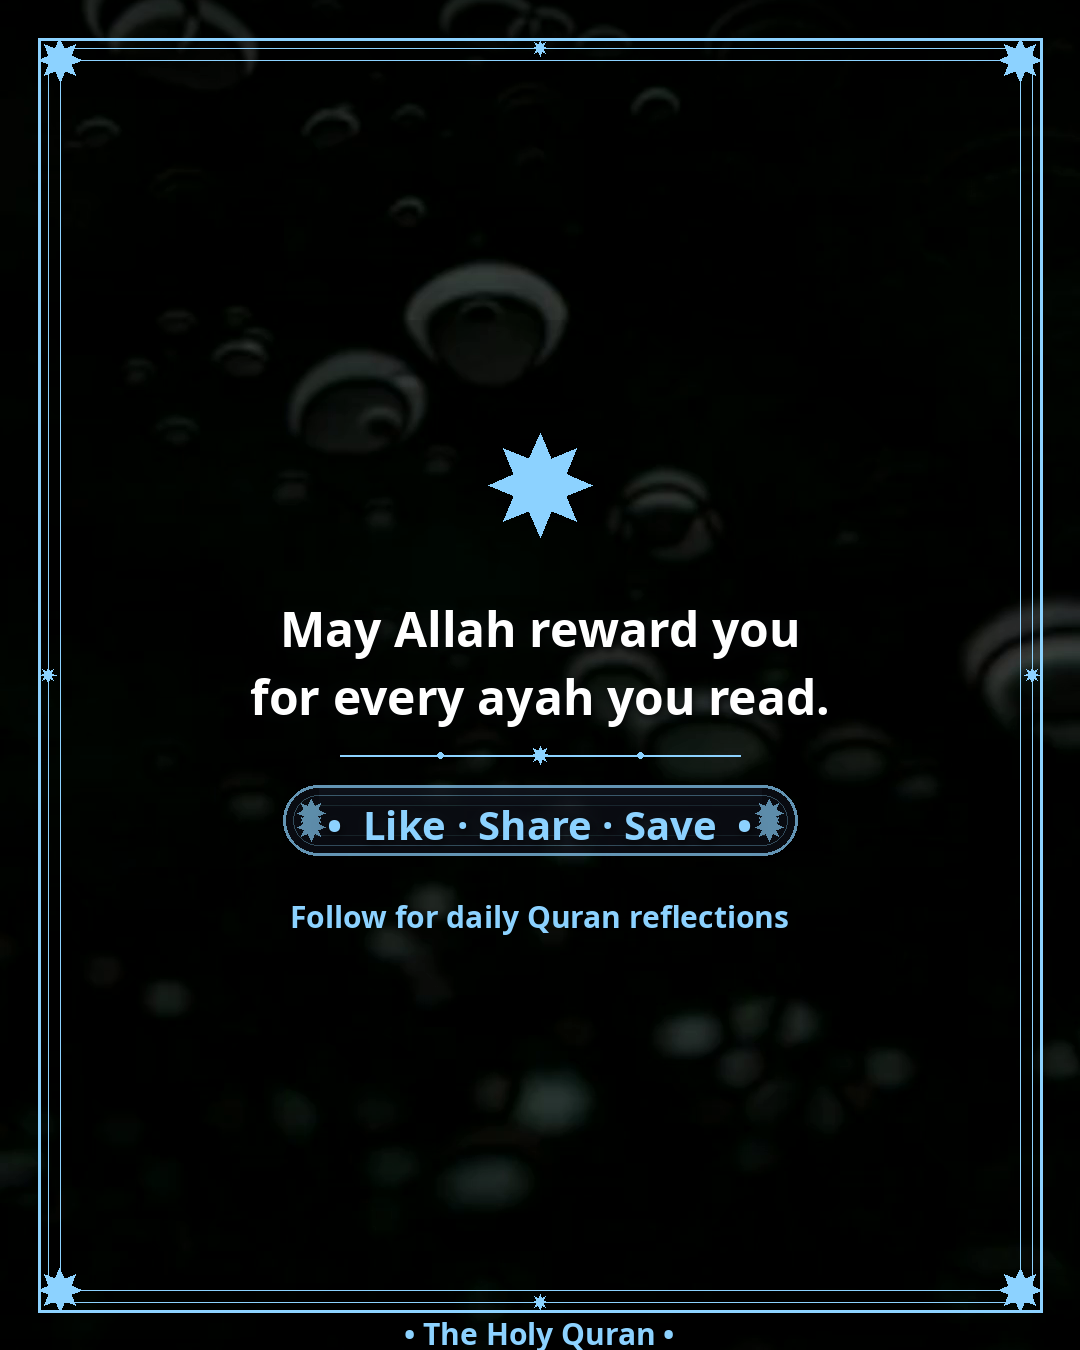 May Allah reward you
for every ayah you read.
• Like · Share · Save •
Follow for daily Quran reflections
• The Holy Quran •